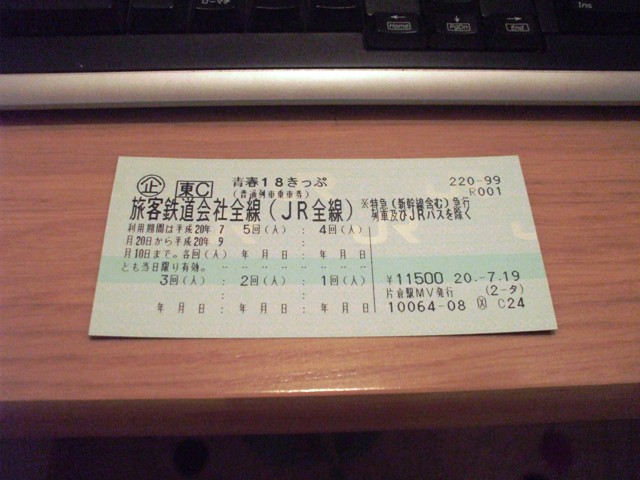 Home
PgDn
End
Ins
企 東C 青春18きっぷ 220-99
(普通列車乗車券) R001
旅客鉄道会社全線(JR全線) ※特急(新幹線含む)急行
列車及びJRバスを除く
利用期間は平成20年 7 5回(人) : 4回(人) :
月20日から平成20年 9
月10日まで。各回(人) 年 月 日 年 月 日
とも当日限り有効。
3回(人) : 2回(人) : 1回(人) ¥11500 20.-7.19
片倉駅MV発行 (2-タ)
年 月 日 年 月 日 年 月 日 10064-08 X C24